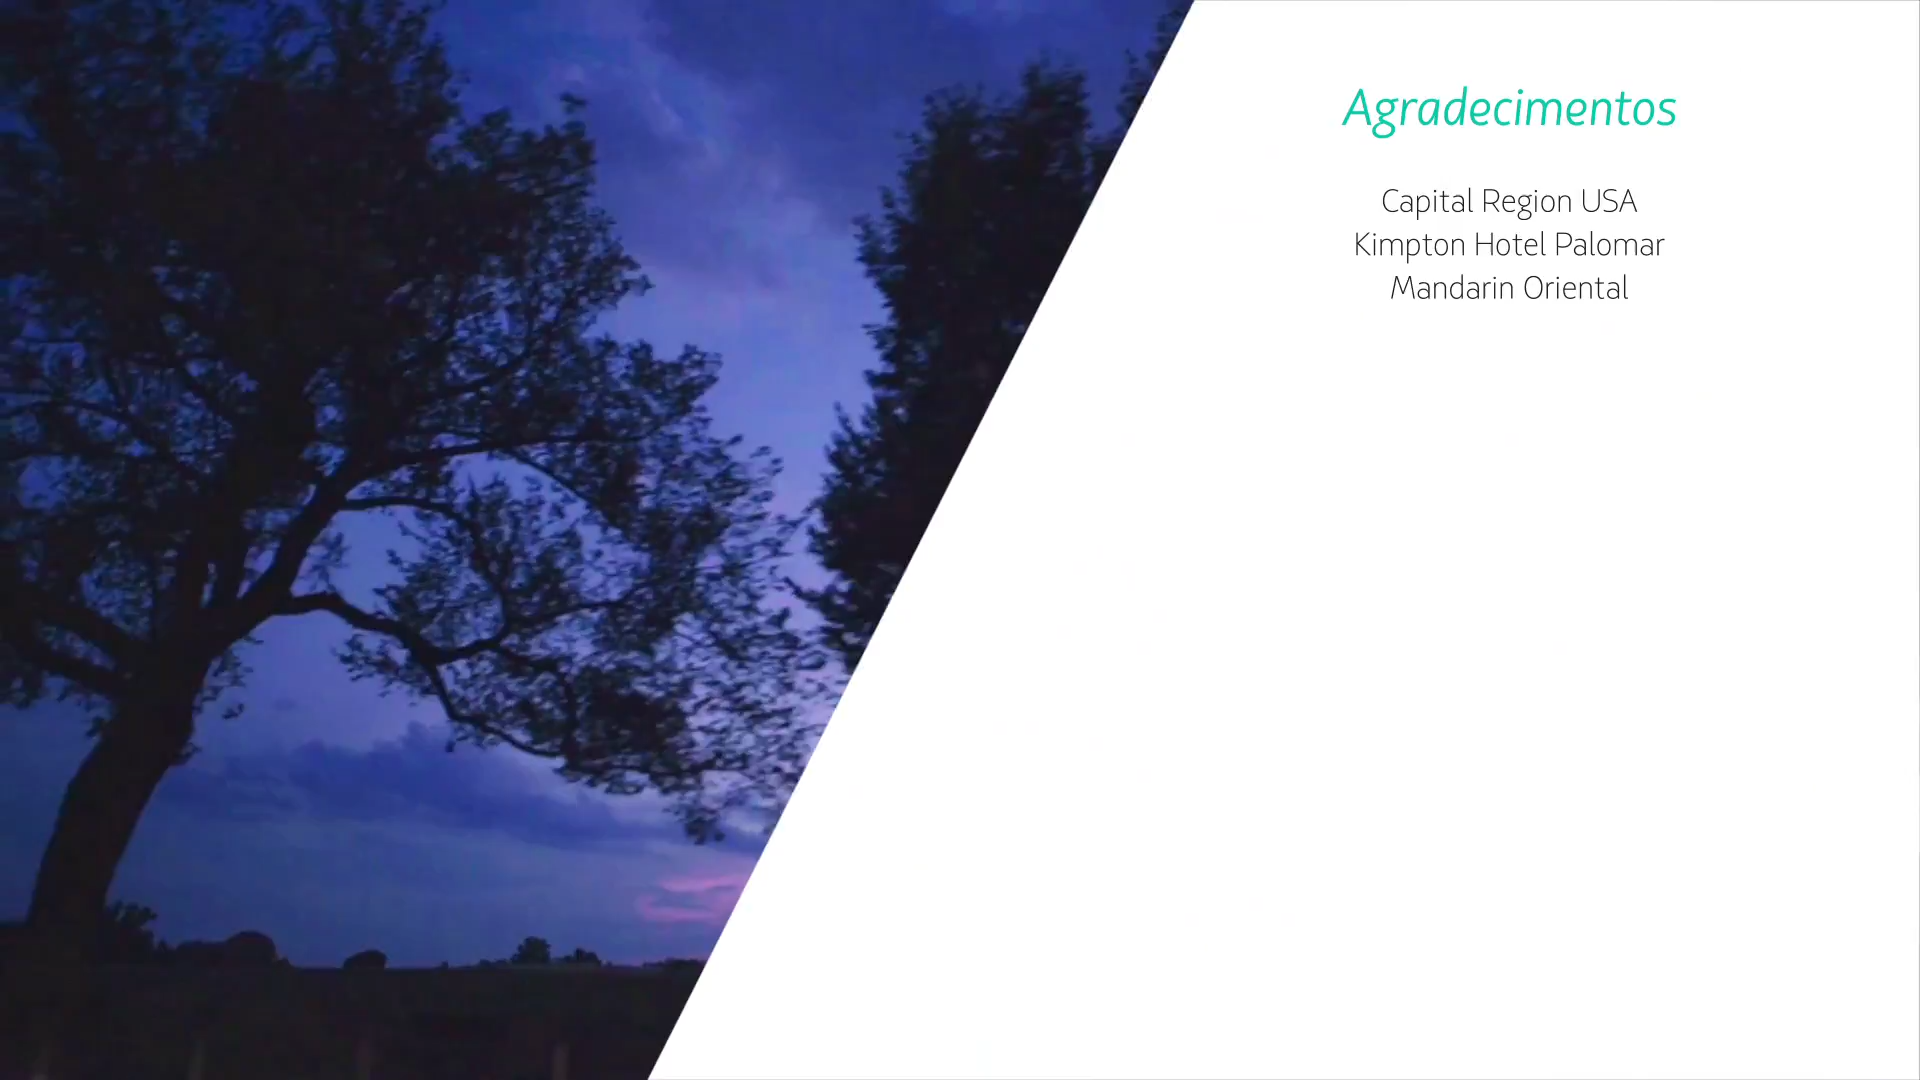 Agradecimentos
Capital Region USA
Kimpton Hotel Palomar
Mandarin Oriental